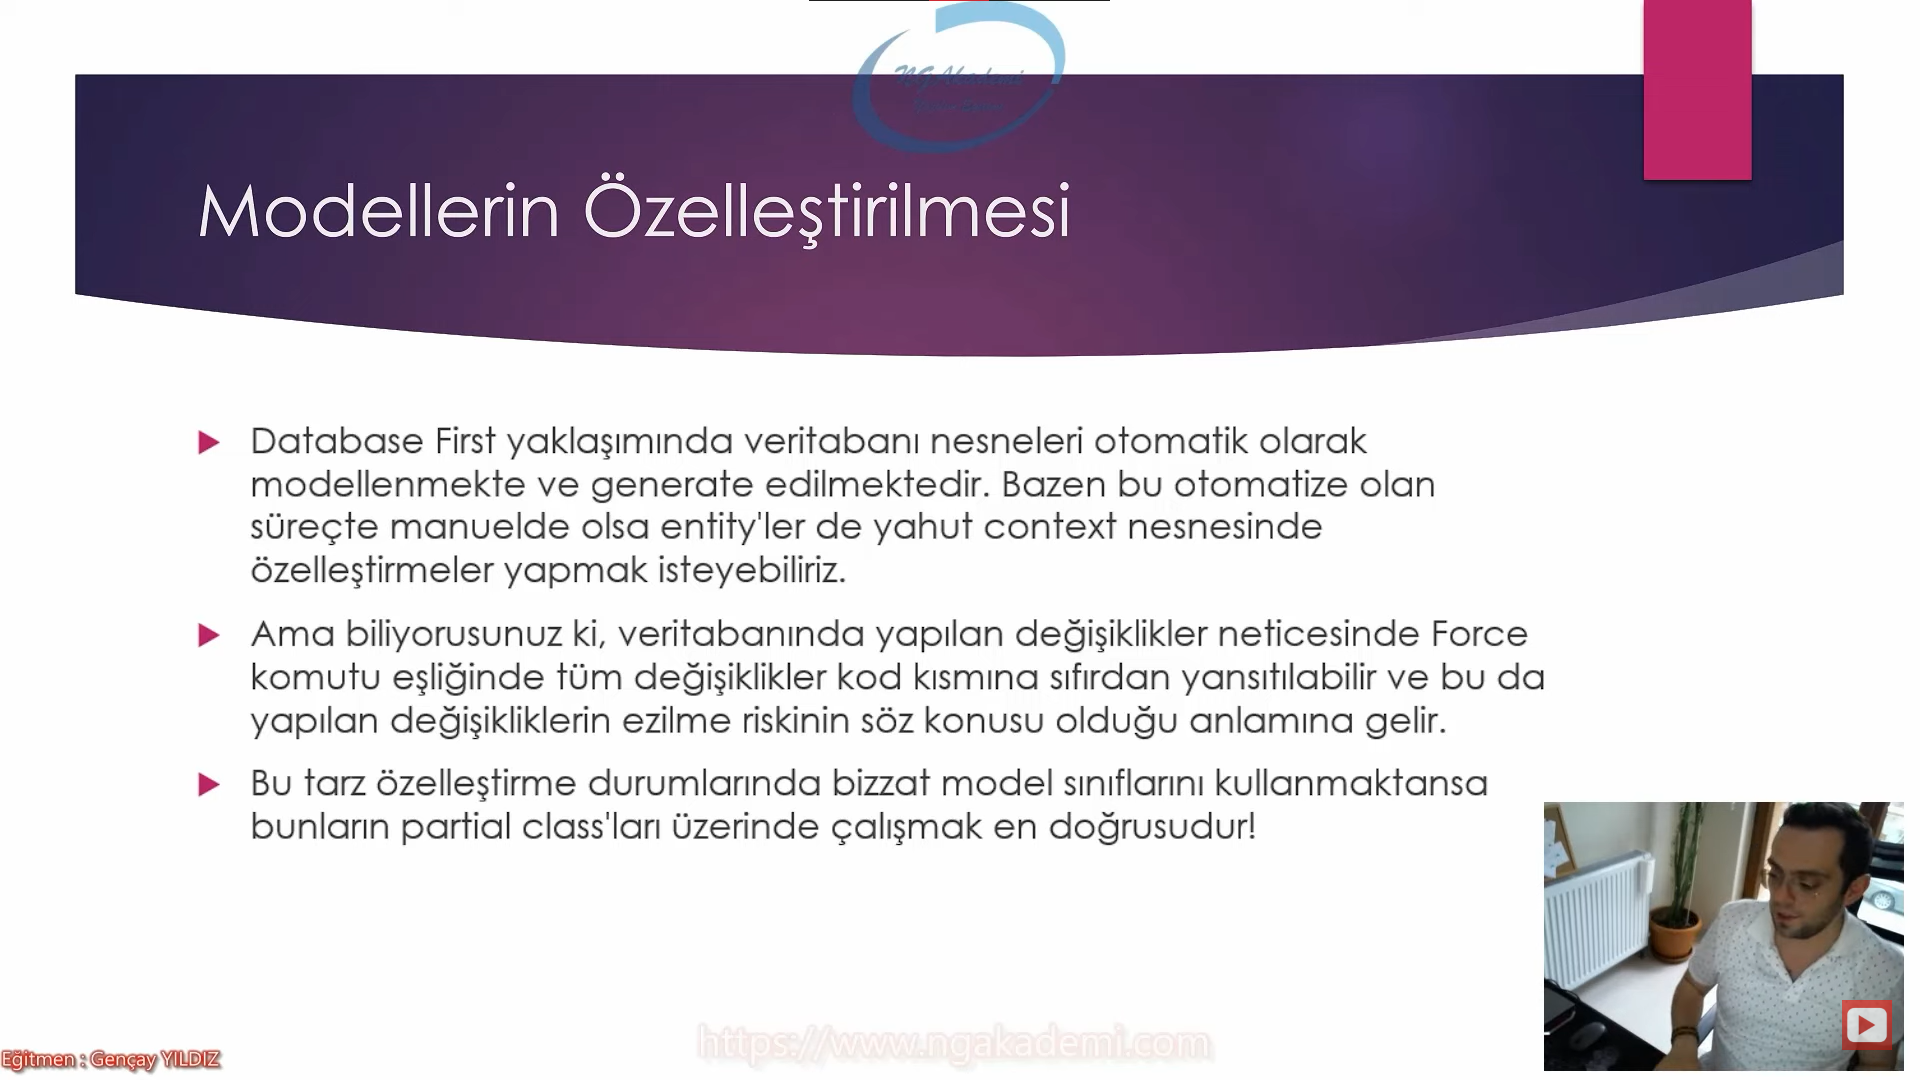 NG Akademi
Modellerin Özelleştirilmesi
Database First yaklaşımında veritabanı nesneleri otomatik olarak
modellenmekte ve generate edilmektedir. Bazen bu otomatize olan
süreçte manuelde olsa entity'ler de yahut context nesnesinde
özelleştirmeler yapmak isteyebiliriz.
Ama biliyorusunuz ki, veritabanında yapılan değişiklikler neticesinde Force
komutu eşliğinde tüm değişiklikler kod kısmına sıfırdan yansıtılabilir ve bu da
yapılan değişikliklerin ezilme riskinin söz konusu olduğu anlamına gelir.
Bu tarz özelleştirme durumlarında bizzat model sınıflarını kullanmaktansa
bunların partial class'ları üzerinde çalışmak en doğrusudur!
https://www.ngakademi.com
Eğitmen : Gençay YILDIZ